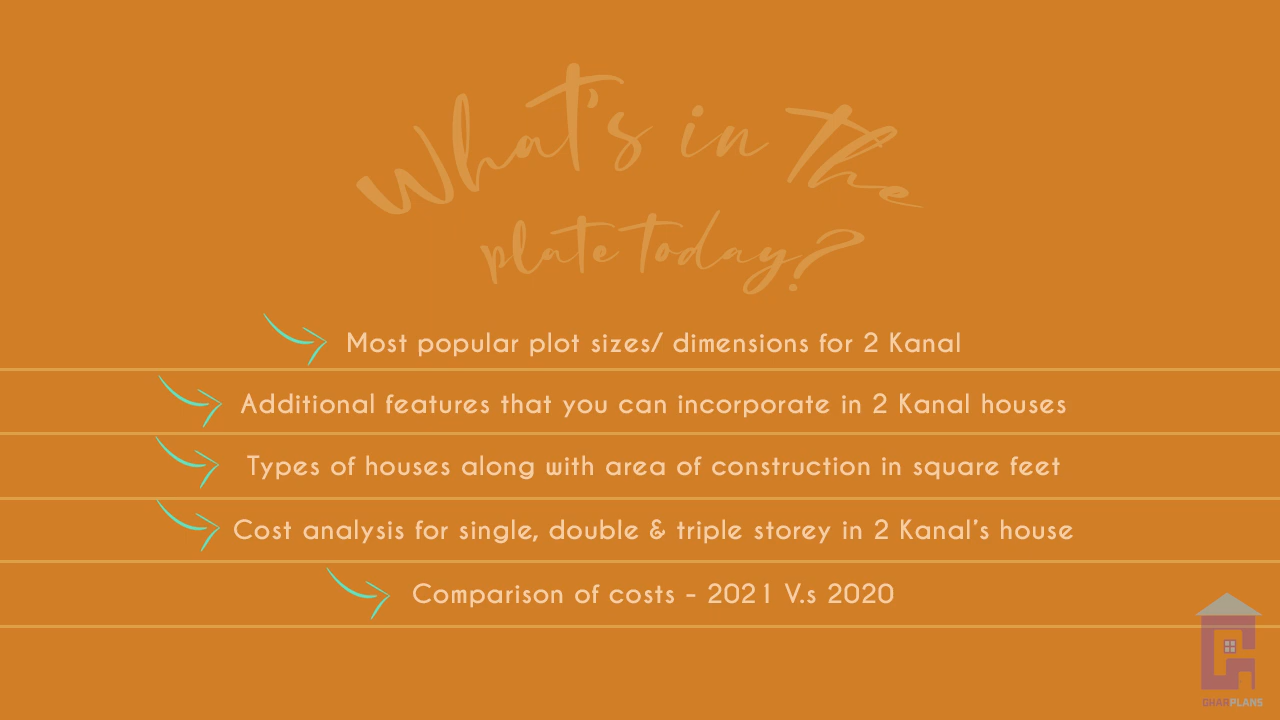 What's in the
plate today?
Most popular plot sizes/ dimensions for 2 Kanal
Additional features that you can incorporate in 2 Kanal houses
Types of houses along with area of construction in square feet
Cost analysis for single, double & triple storey in 2 Kanal's house
Comparison of costs - 2021 V.s 2020
GHARPLANS